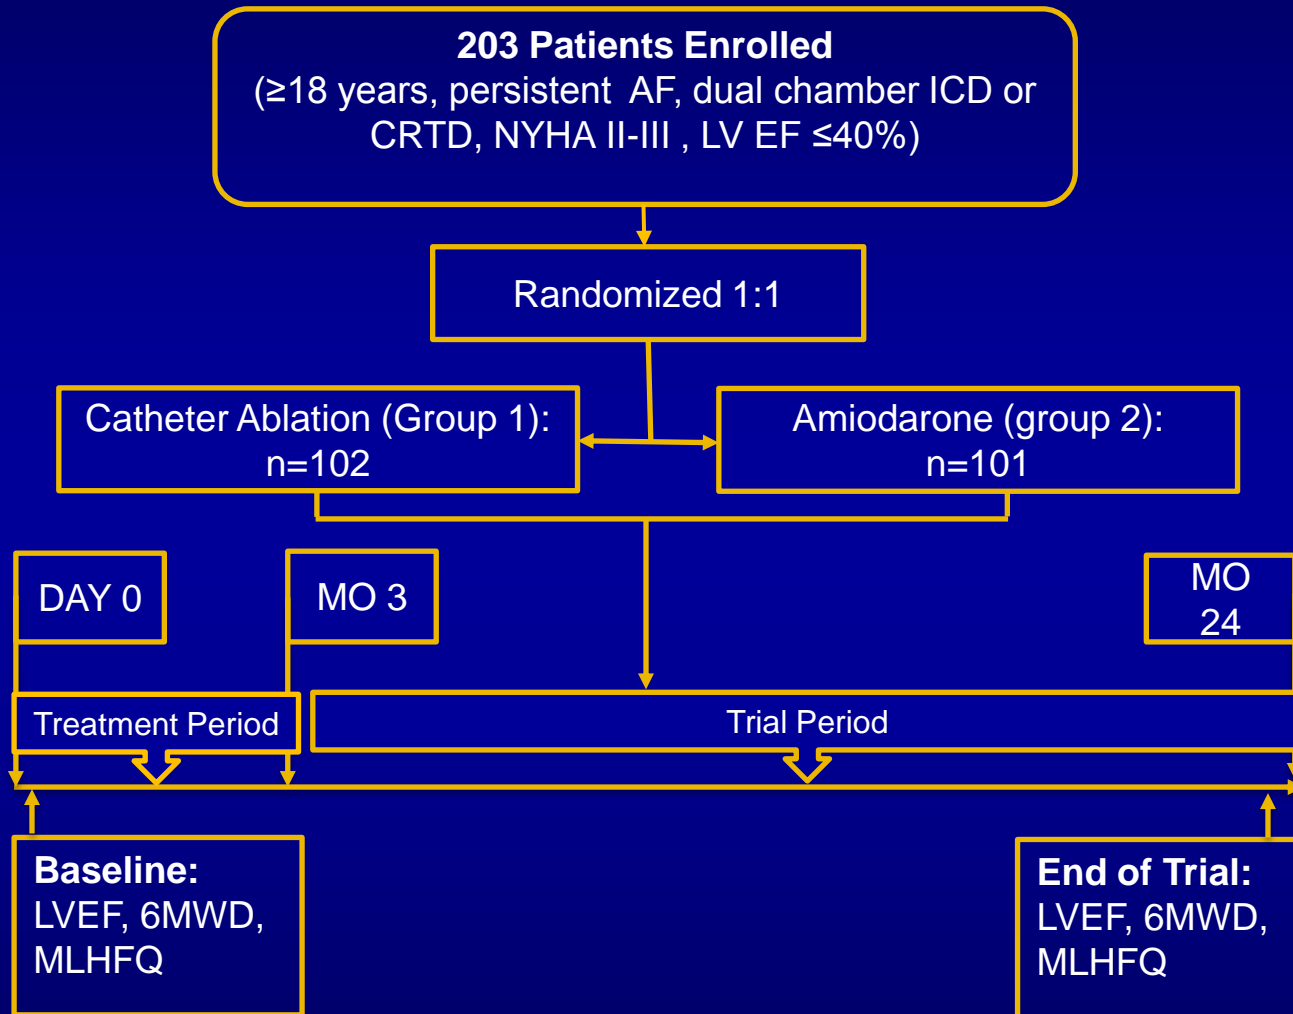 203 Patients Enrolled
(≥18 years, persistent AF, dual chamber ICD or
CRTD, NYHA II-III , LV EF ≤40%)
Randomized 1:1
Catheter Ablation (Group 1):
n=102
Amiodarone (group 2):
n=101
DAY 0
MO 3
MO
24
Treatment Period
Trial Period
Baseline:
LVEF, 6MWD,
MLHFQ
End of Trial:
LVEF, 6MWD,
MLHFQ